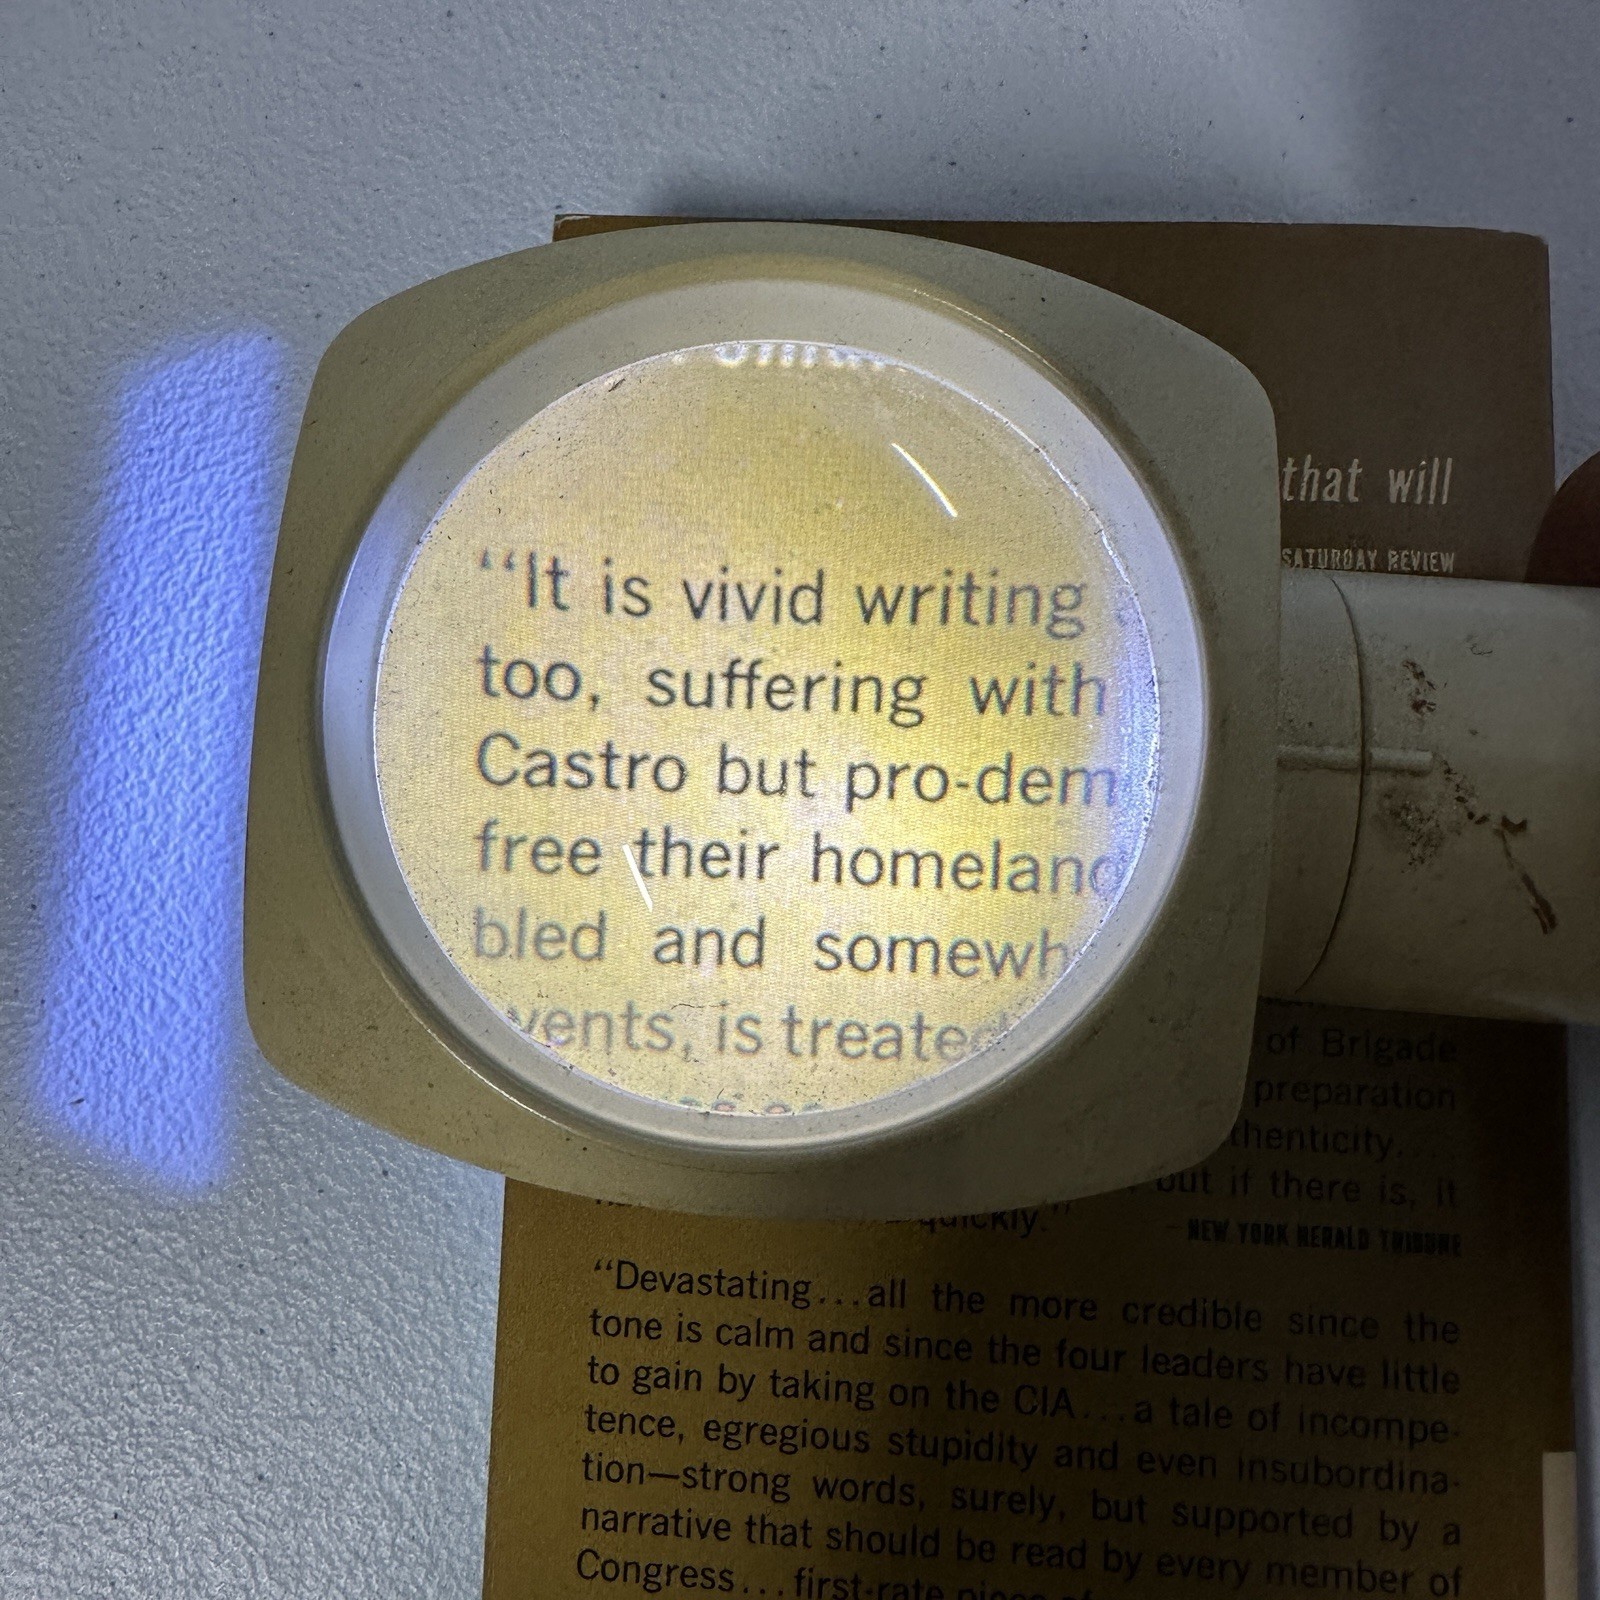 that will
SATURDAY REVIEW
“It is vivid writing
too, suffering with
Castro but pro-dem
free their homeland
bled and somewh
vents, is treated
of Brigade
preparation
thenticity....
but if there is, it
quickly.”
—NEW YORK HERALD TRIBUNE
“Devastating...all the more credible since the
tone is calm and since the four leaders have little
to gain by taking on the CIA...a tale of incompe-
tence, egregious stupidity and even insubordina-
tion—strong words, surely, but supported by a
narrative that should be read by every member of
Congress...first-rate piece